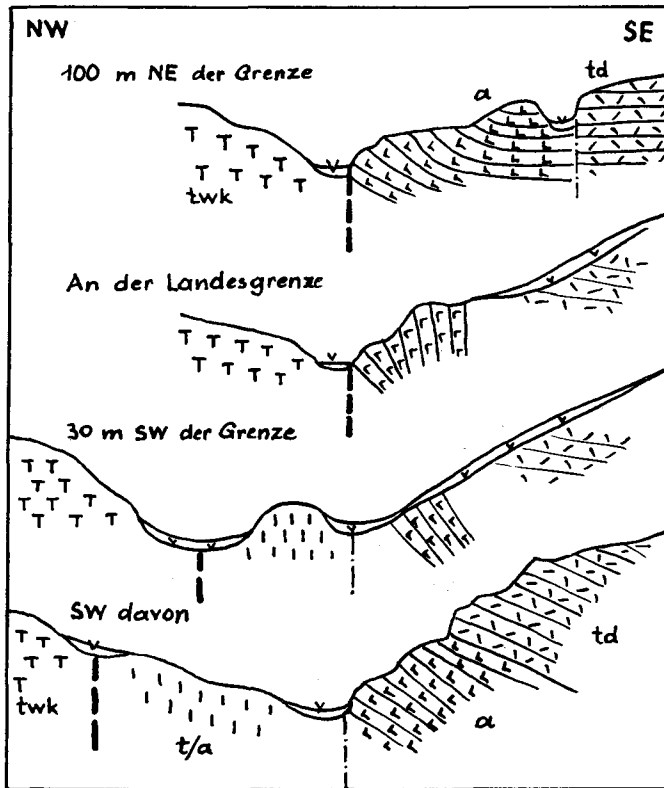 NW
SE
100 m NE der Grenze
a
td
twk
An der Landesgrenze
30 m SW der Grenze
SW davon
twk
t/a
a
td